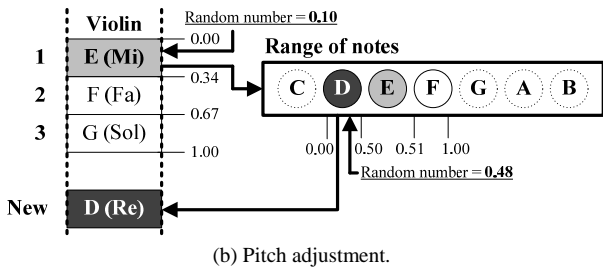 Violin
Random number = 0.10
0.00
1 E (Mi)
Range of notes
0.34
2 F (Fa)
C D E F G A B
0.67
3 G (Sol)
1.00
0.00 0.50 0.51 1.00
Random number = 0.48
New D (Re)
(b) Pitch adjustment.